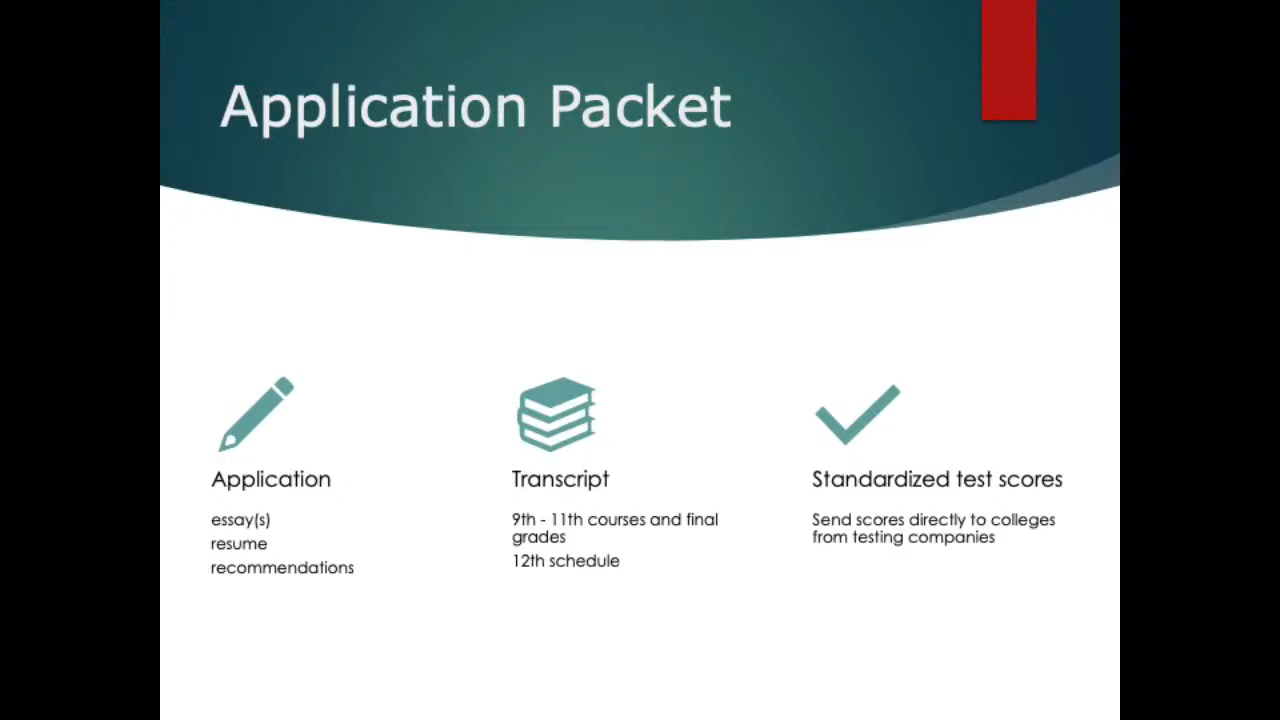 Application Packet
Application
essay(s)
resume
recommendations
Transcript
9th - 11th courses and final
grades
12th schedule
Standardized test scores
Send scores directly to colleges
from testing companies